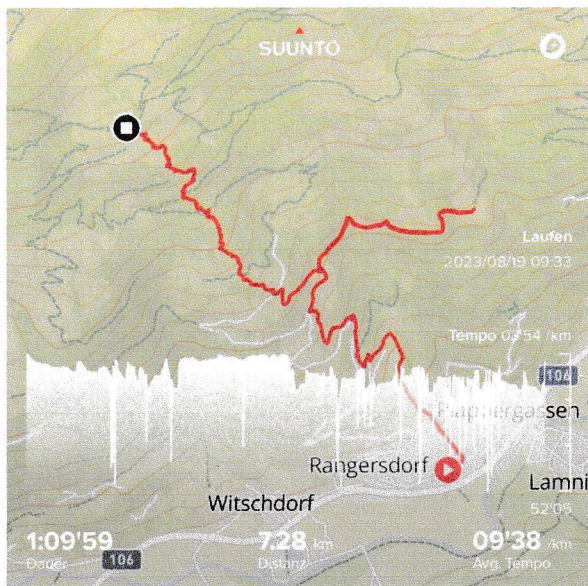 SUUNTO
Laufen
2023/08/19 09:33
Tempo 03'54 /km
106
Rangersdorf
Lamni
Witschdorf
52'05
1:09'59
7.28 km
09'38 /km
Dauer
106
Distanz
Avg. Tempo